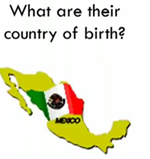 What are their
country of birth?
MEXICO